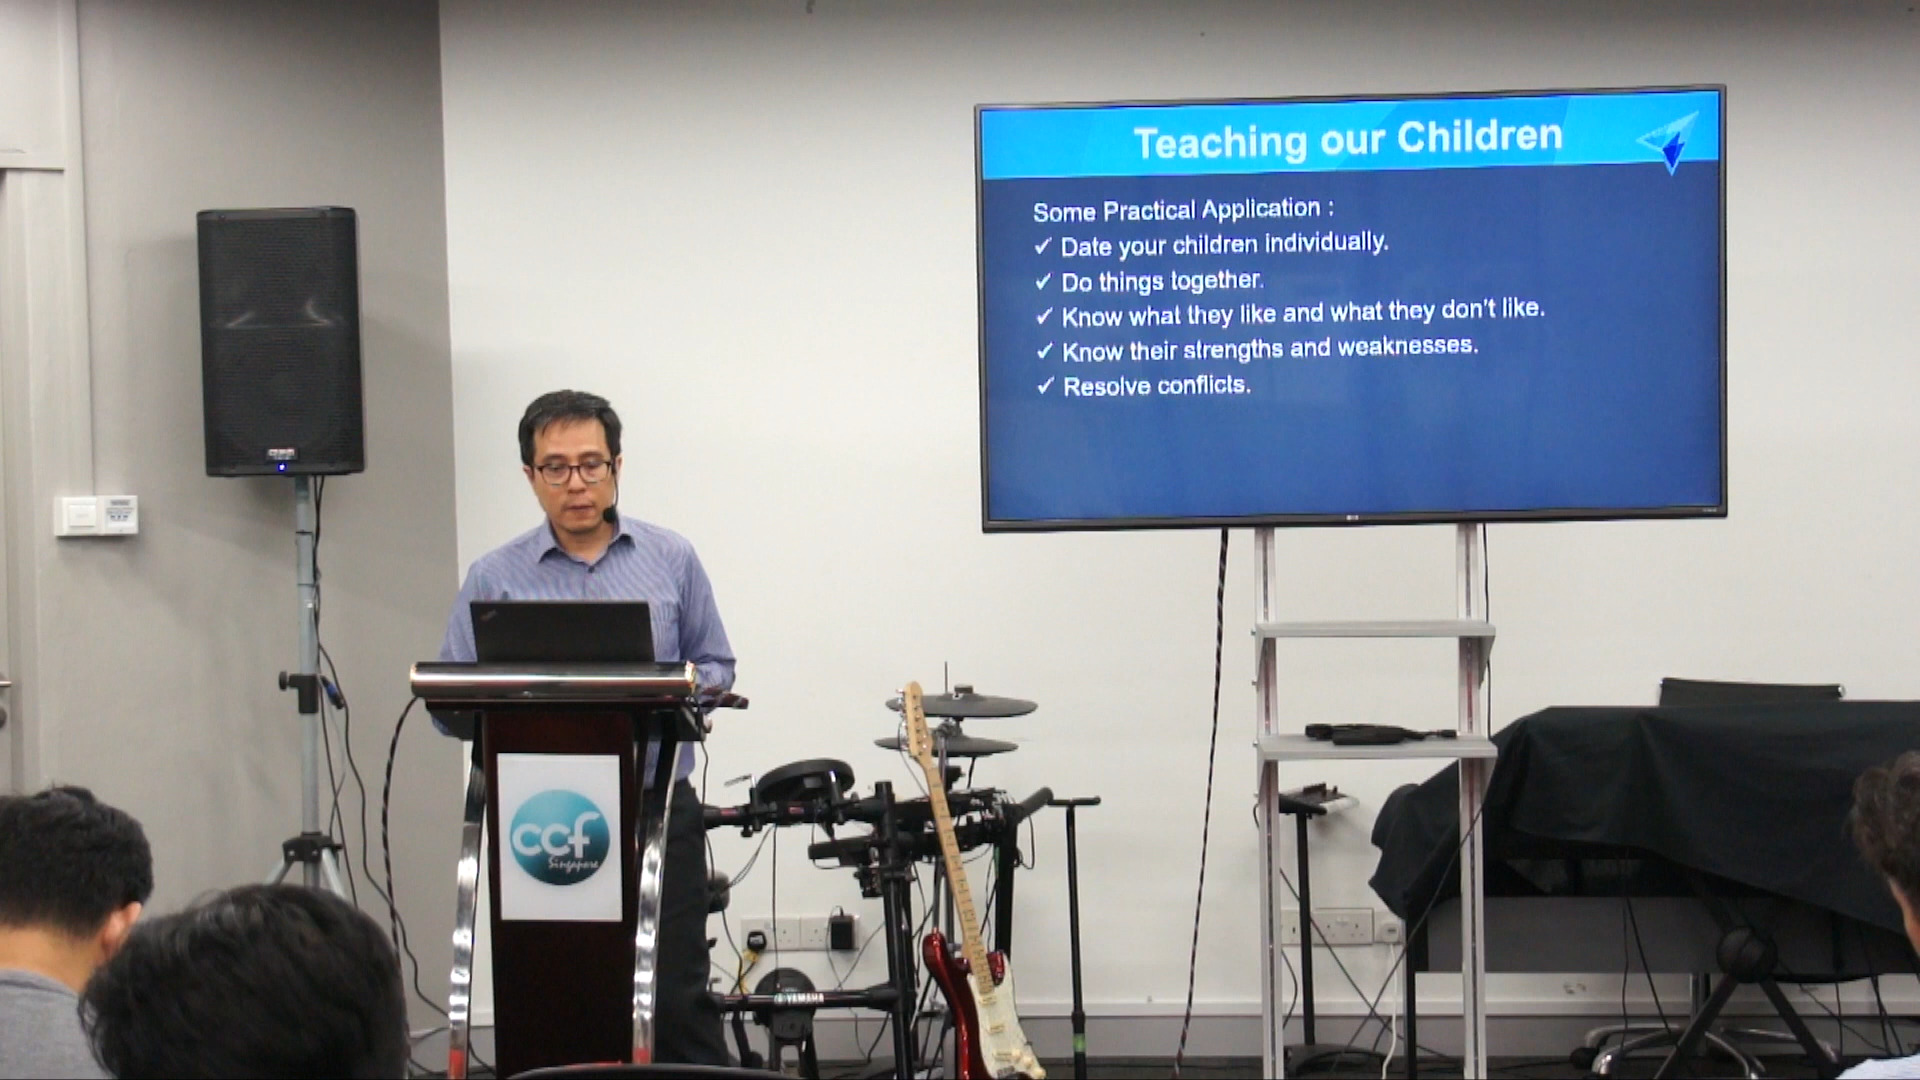 Teaching our Children
Some Practical Application :
✓ Date your children individually.
✓ Do things together.
✓ Know what they like and what they don't like.
✓ Know their strengths and weaknesses.
✓ Resolve conflicts.
ccf
Singapore
YAMAHA